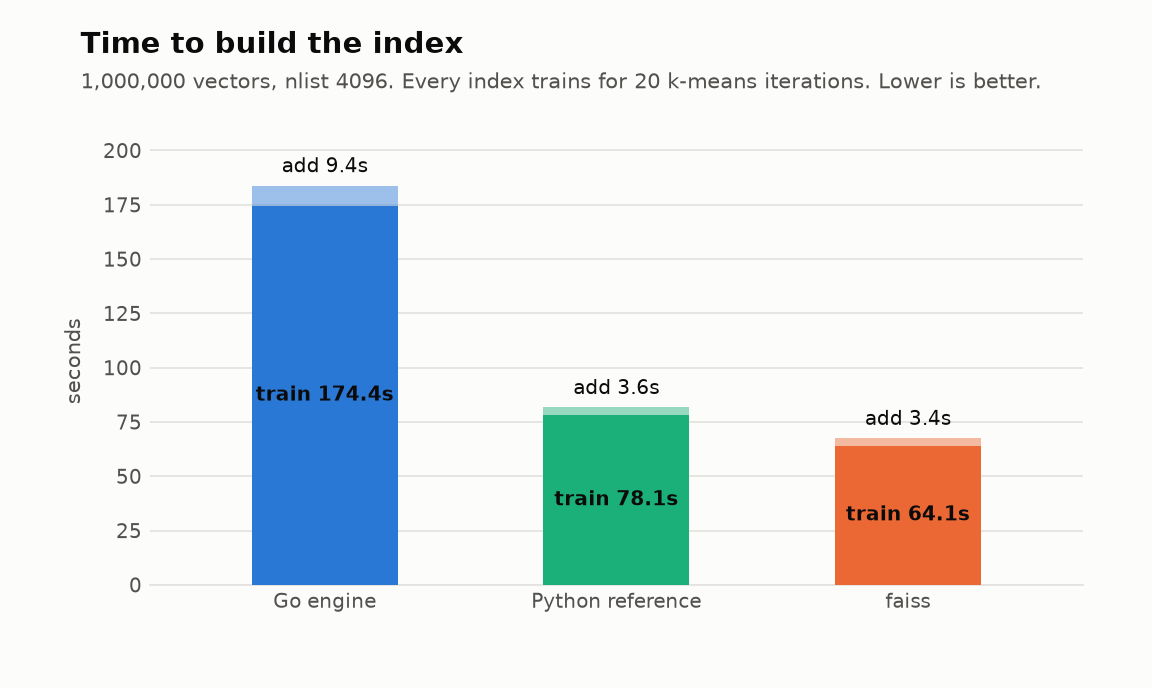 Time to build the index
1,000,000 vectors, nlist 4096. Every index trains for 20 k-means iterations. Lower is better.
200
175
150
125
100
75
50
25
0
seconds
add 9.4s
train 174.4s
add 3.6s
train 78.1s
add 3.4s
train 64.1s
Go engine
Python reference
faiss